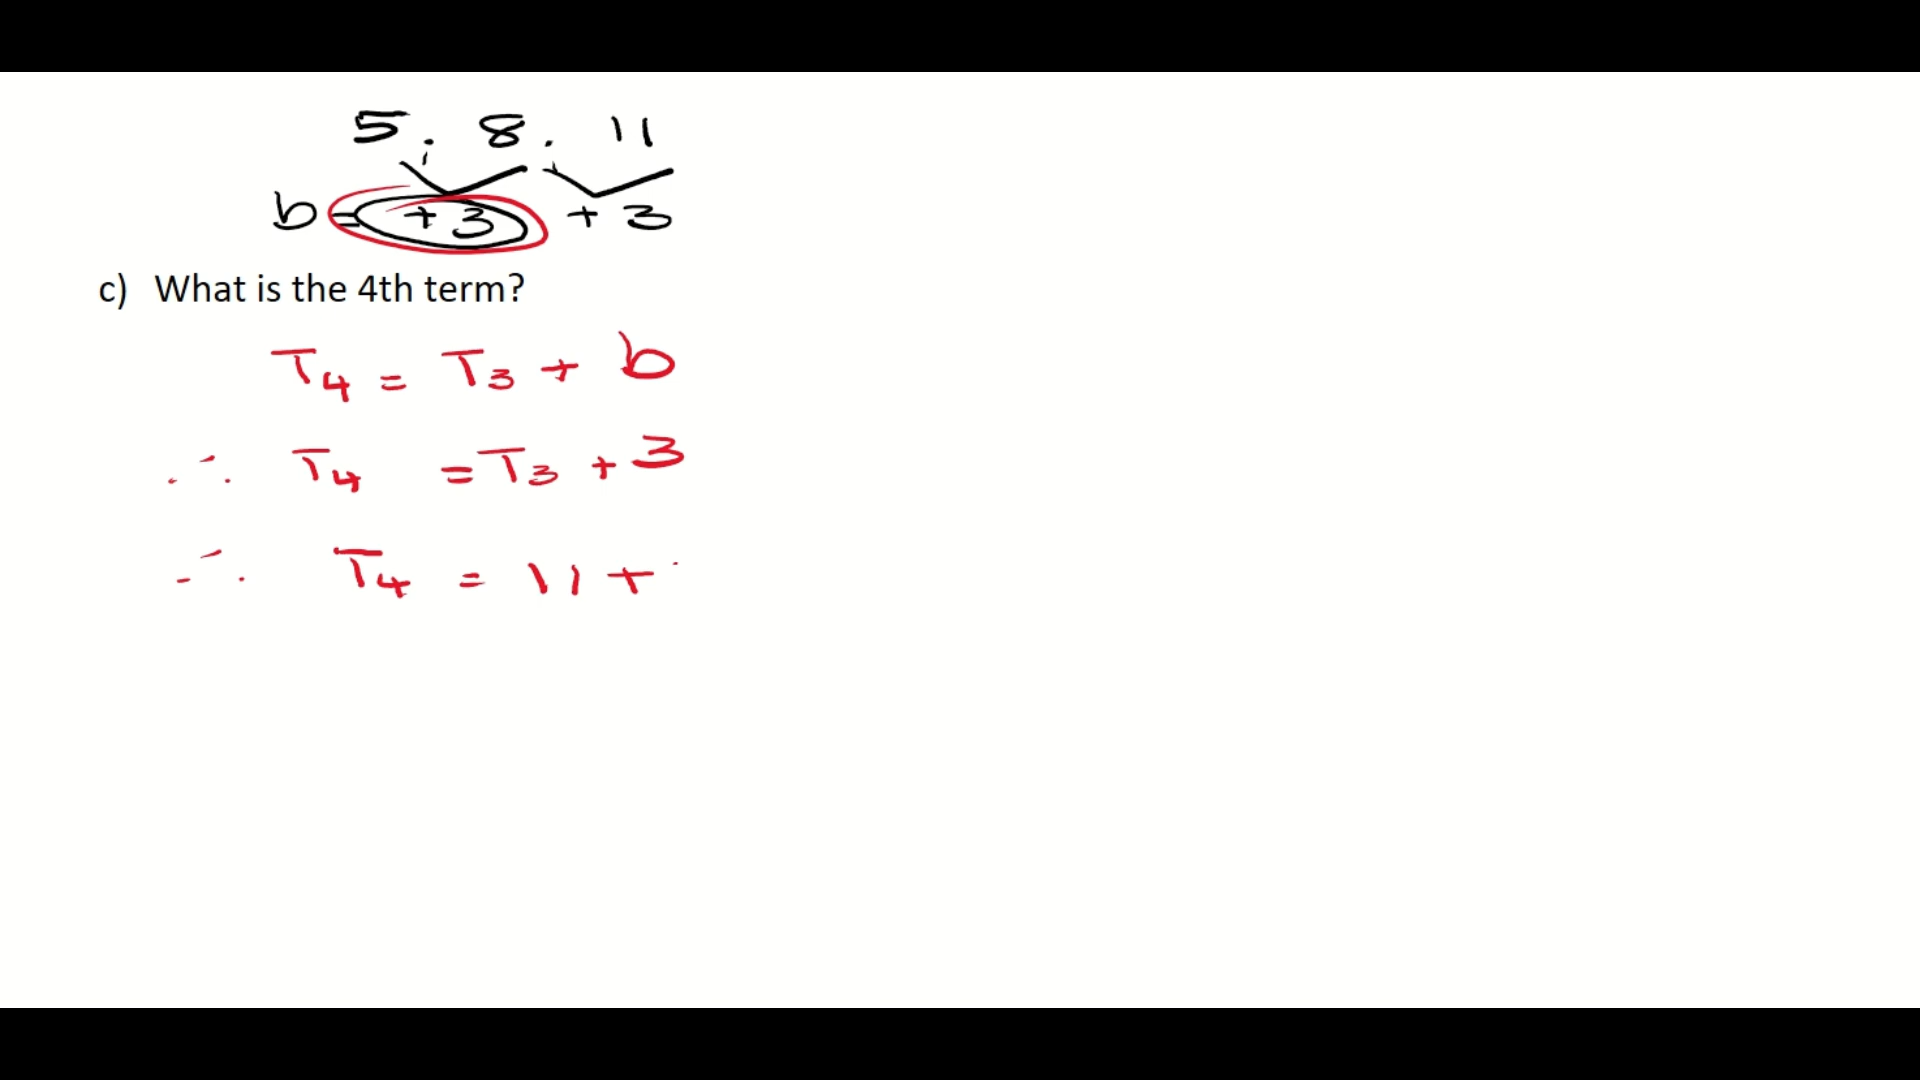 5 ; 8 ; 11
b = +3 +3
c) What is the 4th term?
T₄ = T₃ + b
∴ T₄ = T₃ + 3
∴ T₄ = 11 +